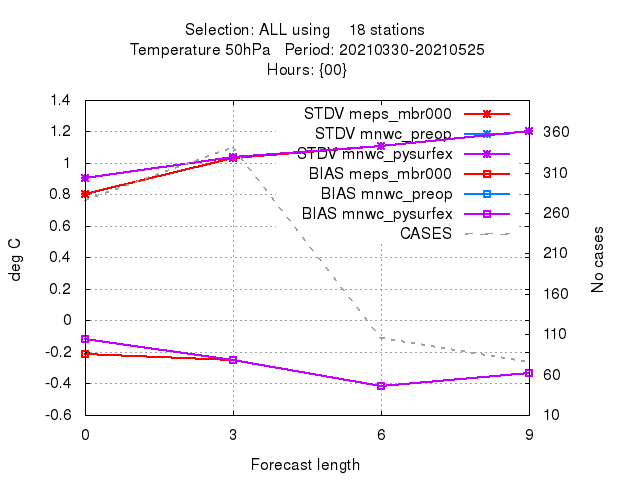 Selection: ALL using 18 stations
Temperature 50hPa Period: 20210330-20210525
Hours: {00}
1.4
1.2
1
0.8
0.6
0.4
0.2
0
-0.2
-0.4
-0.6
deg C
STDV meps_mbr000
STDV mnwc_preop
STDV mnwc_pysurfex
BIAS meps_mbr000
BIAS mnwc_preop
BIAS mnwc_pysurfex
CASES
360
310
260
210
160
110
60
10
No cases
0 3 6 9
Forecast length